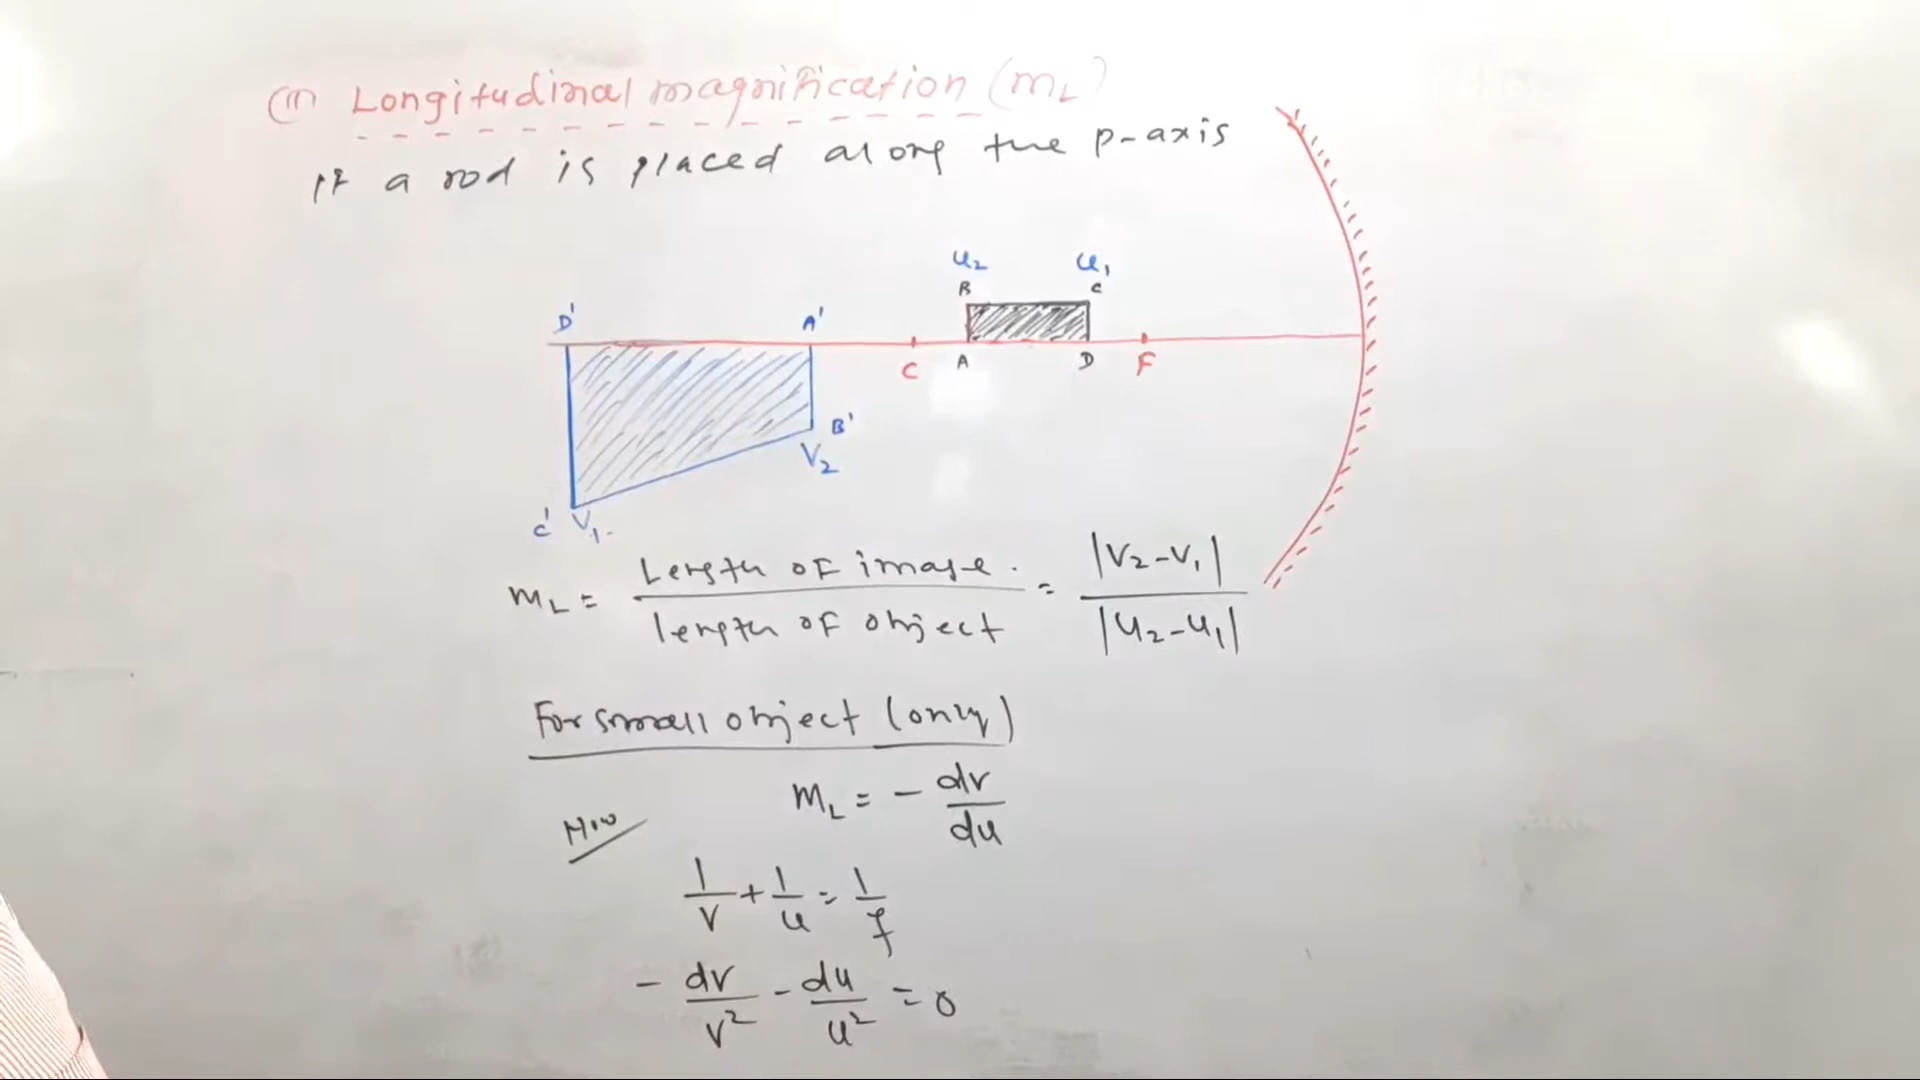 (11) Longitudinal magnification (mL)
IF a rod is placed along the p-axis
u2 u1
B C
D' A'
C A D F
B'
V2
C' V1
mL = Length of image / length of object = |V2-V1| / |u2-u1|
For small object (only)
mL = - dv/du
How
1/v + 1/u = 1/f
- dv/v² - du/u² = 0